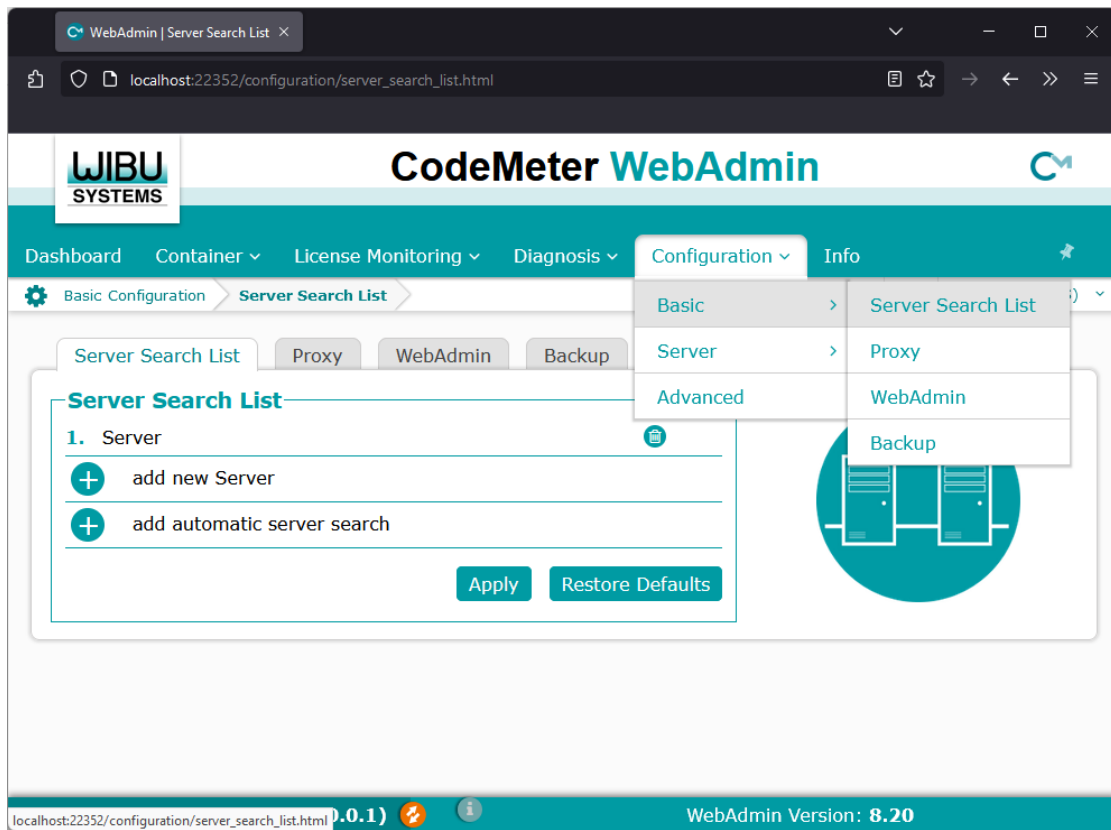 WebAdmin | Server Search List
localhost:22352/configuration/server_search_list.html
WIBU
SYSTEMS
CodeMeter WebAdmin
Dashboard Container License Monitoring Diagnosis Configuration Info
Basic Configuration Server Search List
Basic Server Search List
Server Proxy
Advanced WebAdmin
Backup
Server Search List Proxy WebAdmin Backup
Server Search List
1. Server
add new Server
add automatic server search
Apply Restore Defaults
localhost:22352/configuration/server_search_list.html .0.1) WebAdmin Version: 8.20